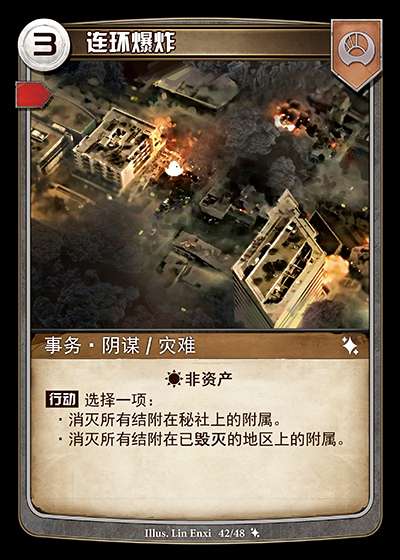 3 连环爆炸
事务·阴谋/灾难
非资产
行动 选择一项：
·消灭所有结附在秘社上的附属。
·消灭所有结附在已毁灭的地区上的附属。
Illus. Lin Enxi 42/48